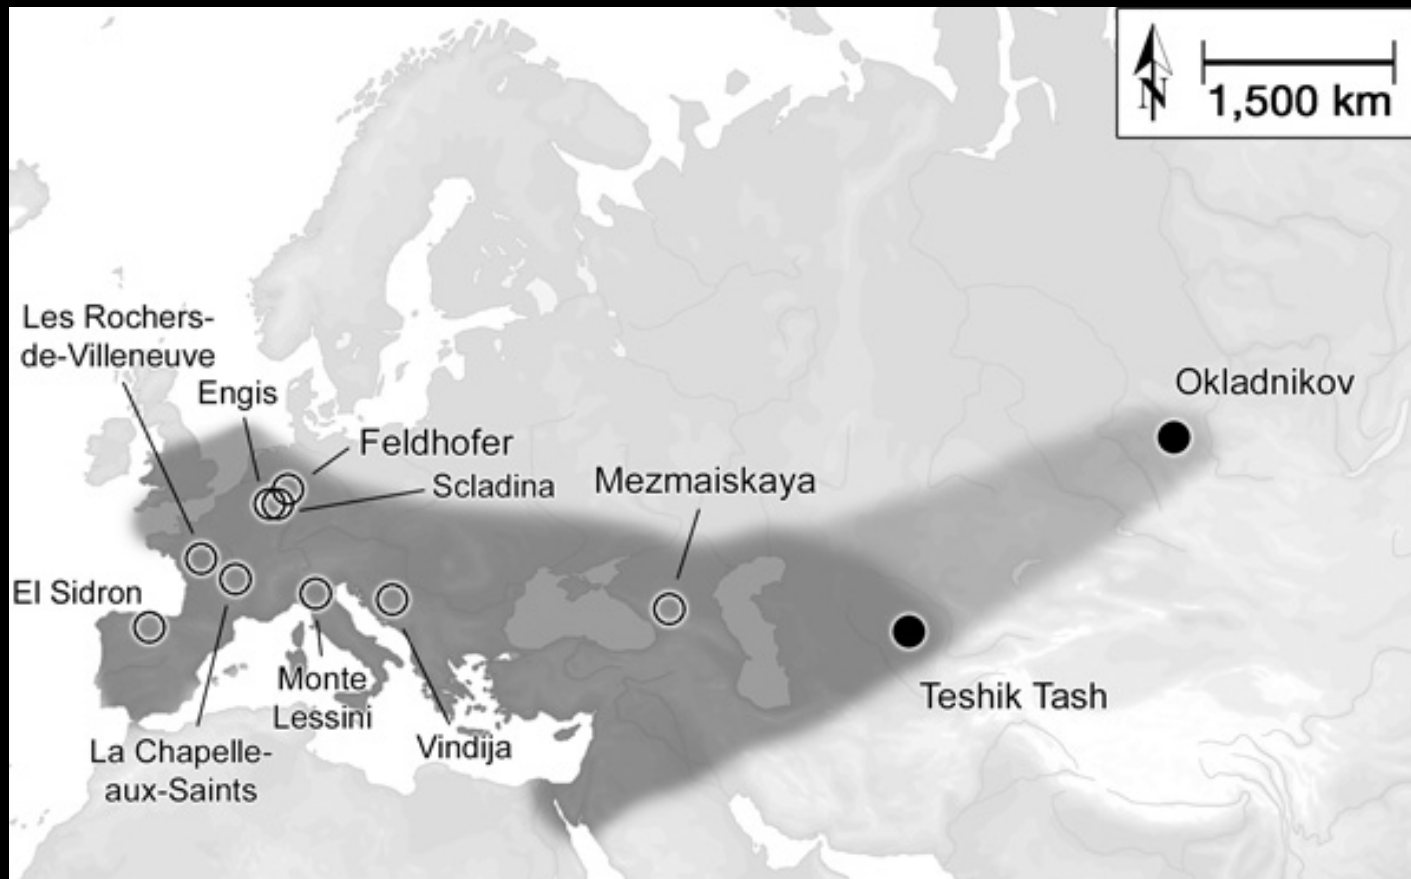 N
1,500 km
Les Rochers-
de-Villeneuve
Engis
Okladnikov
Feldhofer
Scladina
Mezmaiskaya
El Sidron
Monte
Lessini
Teshik Tash
Vindija
La Chapelle-
aux-Saints